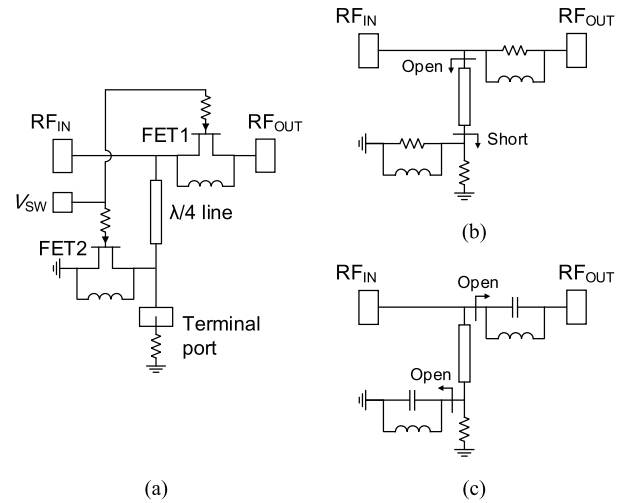 RFIN
FET1
RFOUT
VSW
λ/4 line
FET2
Terminal
port
(a)
RFIN
RFOUT
Open
Short
(b)
RFIN
Open
RFOUT
Open
(c)